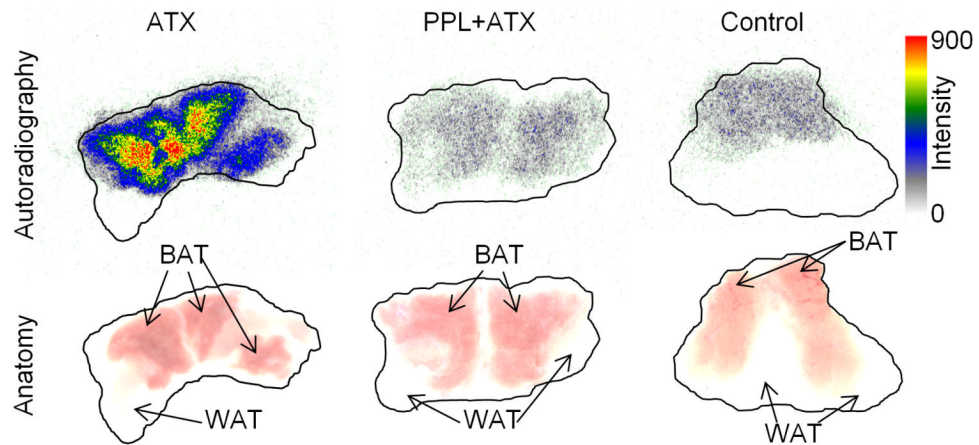 ATX PPL+ATX Control
Autoradiography
900
Intensity
0
BAT BAT BAT
Anatomy
WAT WAT WAT